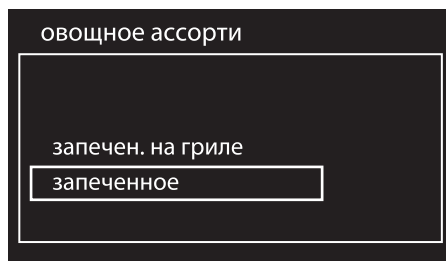 овощное ассорти
запечен. на гриле
запеченное